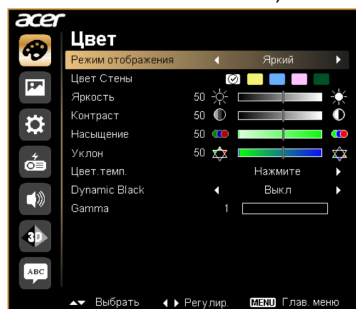 acer
Цвет
Режим отображения Яркий
Цвет Стены
Яркость 50
Контраст 50
Насыщение 50
Уклон 50
Цвет.темп. Нажмите
Dynamic Black Выкл
Gamma 1
3D
ABC
Выбрать Регулир. MENU Глав. меню